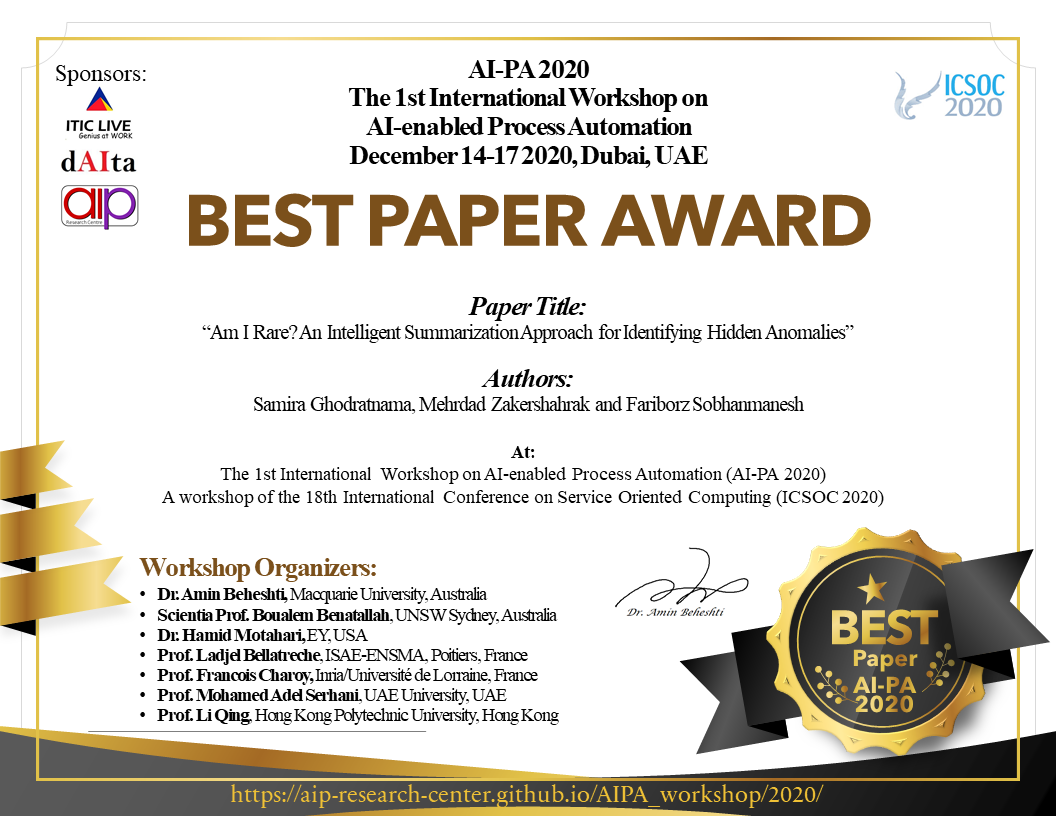 Sponsors:
ITIC LIVE
Genius at WORK
dAIta
aip
Research Centre
AI-PA 2020
The 1st International Workshop on
AI-enabled Process Automation
December 14-17 2020, Dubai, UAE
ICSOC
2020
BEST PAPER AWARD
Paper Title:
“Am I Rare? An Intelligent Summarization Approach for Identifying Hidden Anomalies”
Authors:
Samira Ghodratnama, Mehrdad Zakershahrak and Fariborz Sobhanmanesh
At:
The 1st International Workshop on AI-enabled Process Automation (AI-PA 2020)
A workshop of the 18th International Conference on Service Oriented Computing (ICSOC 2020)
Workshop Organizers:
• Dr. Amin Beheshti, Macquarie University, Australia
• Scientia Prof. Boualem Benatallah, UNSW Sydney, Australia
• Dr. Hamid Motahari, EY, USA
• Prof. Ladjel Bellatreche, ISAE-ENSMA, Poitiers, France
• Prof. Francois Charoy, Inria/Université de Lorraine, France
• Prof. Mohamed Adel Serhani, UAE University, UAE
• Prof. Li Qing, Hong Kong Polytechnic University, Hong Kong
Dr. Amin Beheshti
BEST
Paper
AI-PA
2020
https://aip-research-center.github.io/AIPA_workshop/2020/